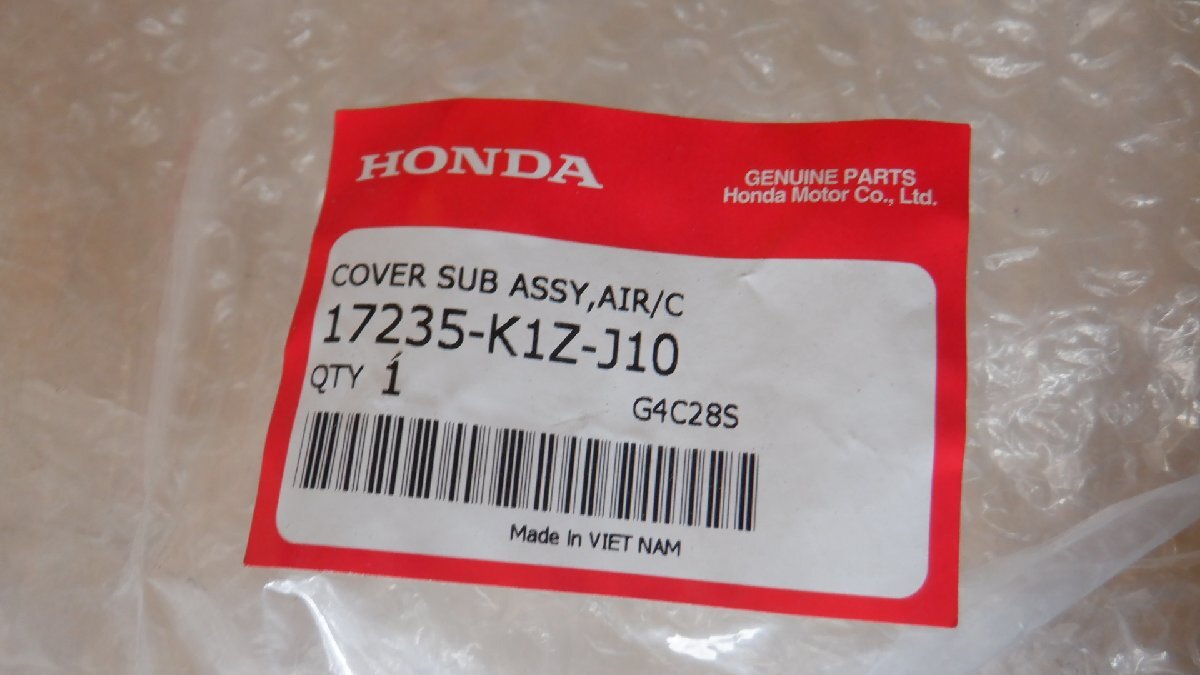 HONDA
GENUINE PARTS
Honda Motor Co., Ltd.
COVER SUB ASSY,AIR/C
17235-K1Z-J10
QTY 1
G4C28S
Made In VIET NAM